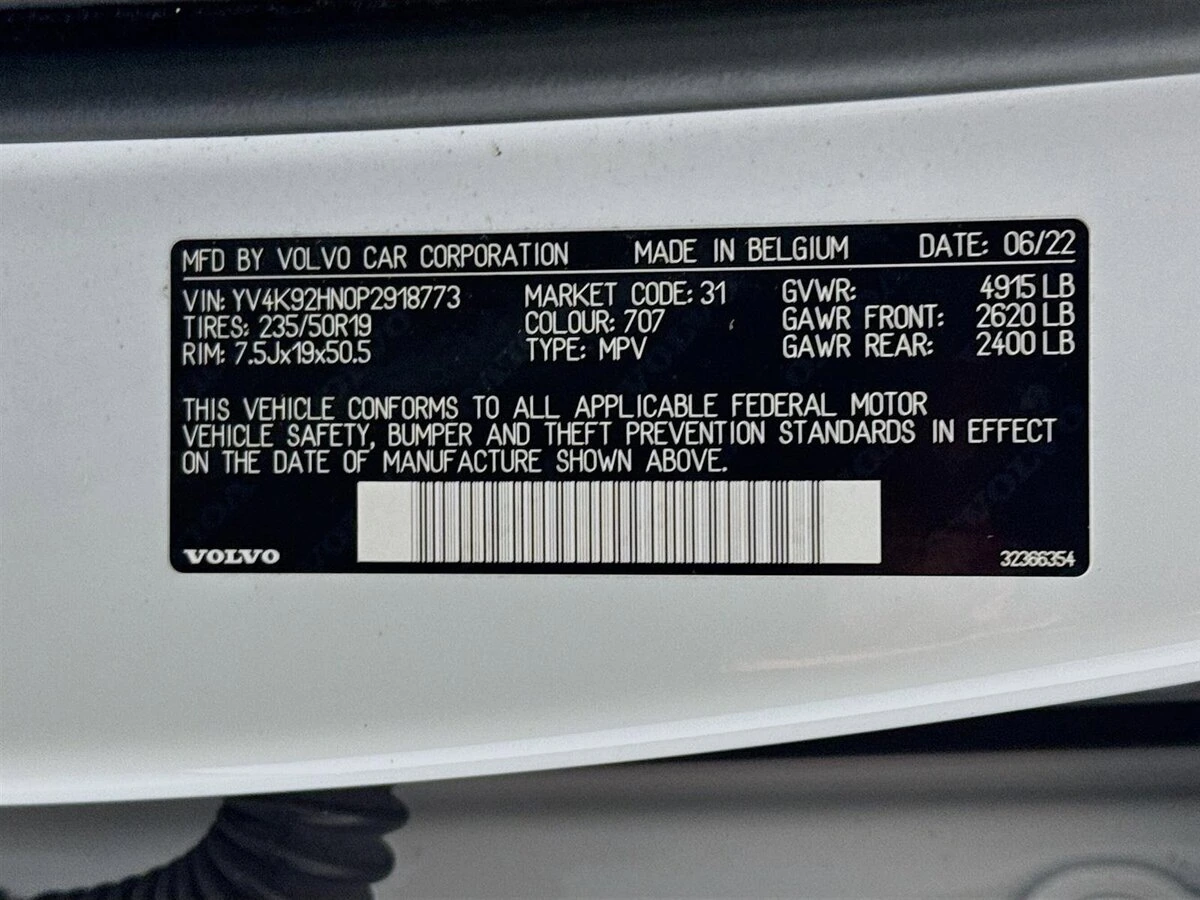 MFD BY VOLVO CAR CORPORATION MADE IN BELGIUM DATE: 06/22
VIN: YV4K92HN0P2918773 MARKET CODE: 31 GVWR: 4915 LB
TIRES: 235/50R19 COLOUR: 707 GAWR FRONT: 2620 LB
RIM: 7.5Jx19x50.5 TYPE: MPV GAWR REAR: 2400 LB
THIS VEHICLE CONFORMS TO ALL APPLICABLE FEDERAL MOTOR
VEHICLE SAFETY, BUMPER AND THEFT PREVENTION STANDARDS IN EFFECT
ON THE DATE OF MANUFACTURE SHOWN ABOVE.
VOLVO 32366354